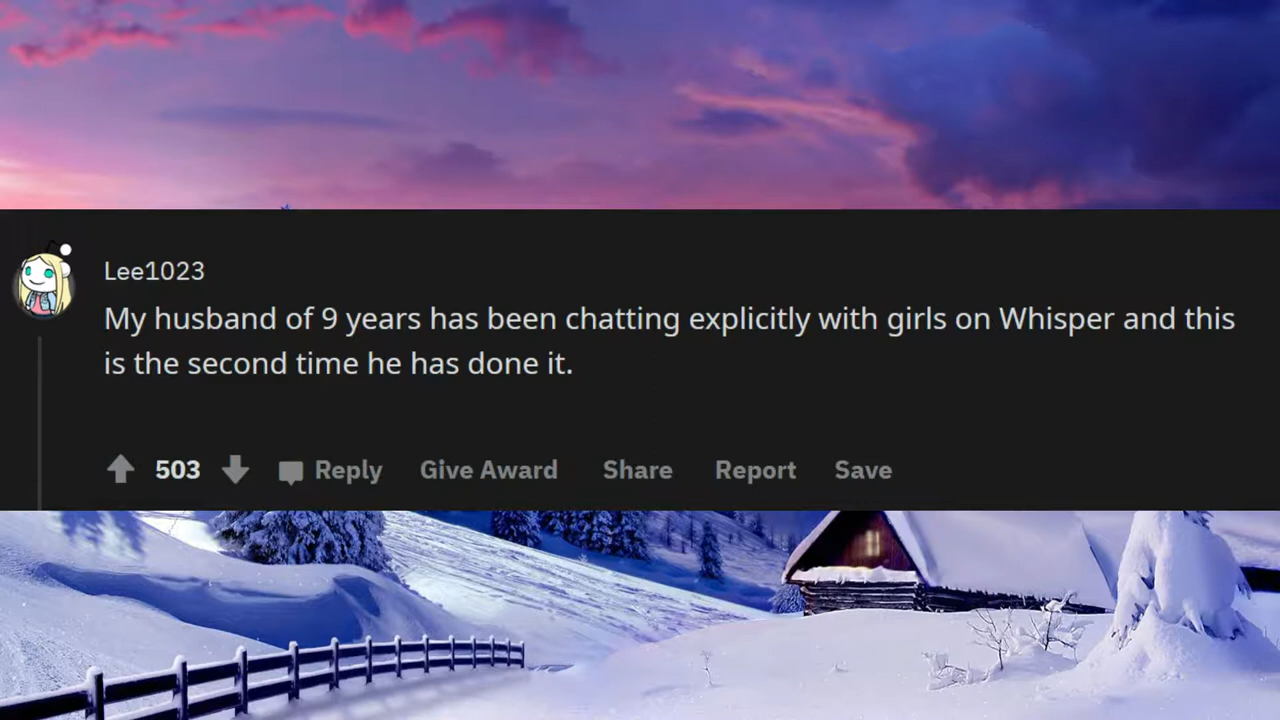 Lee1023
My husband of 9 years has been chatting explicitly with girls on Whisper and this
is the second time he has done it.
503 Reply Give Award Share Report Save